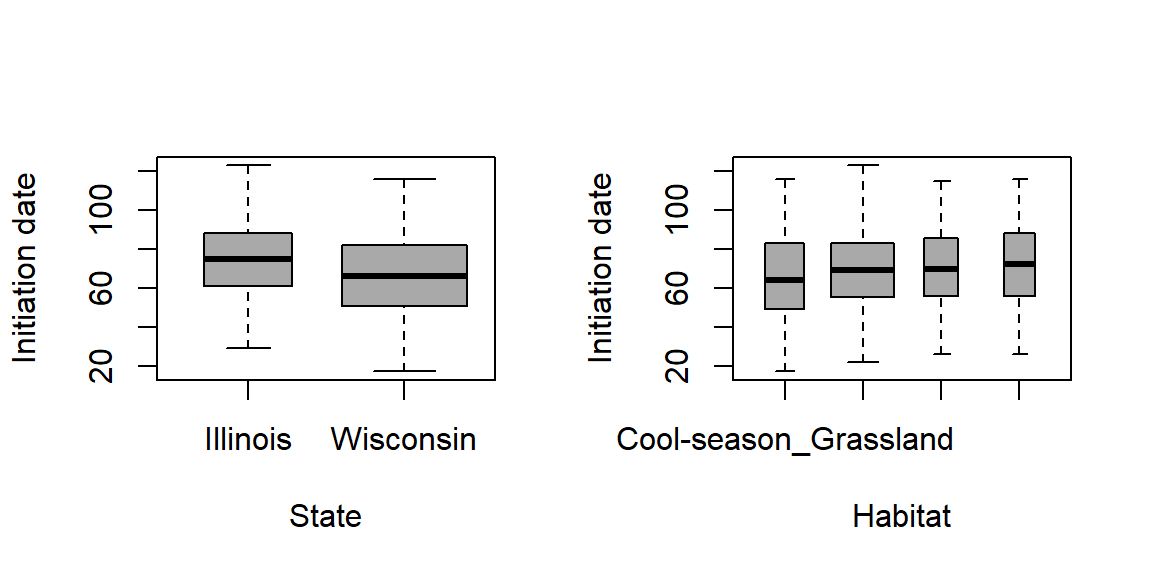 Initiation date
100
60
20
Illinois Wisconsin
State
Initiation date
100
60
20
Cool-season_Grassland
Habitat